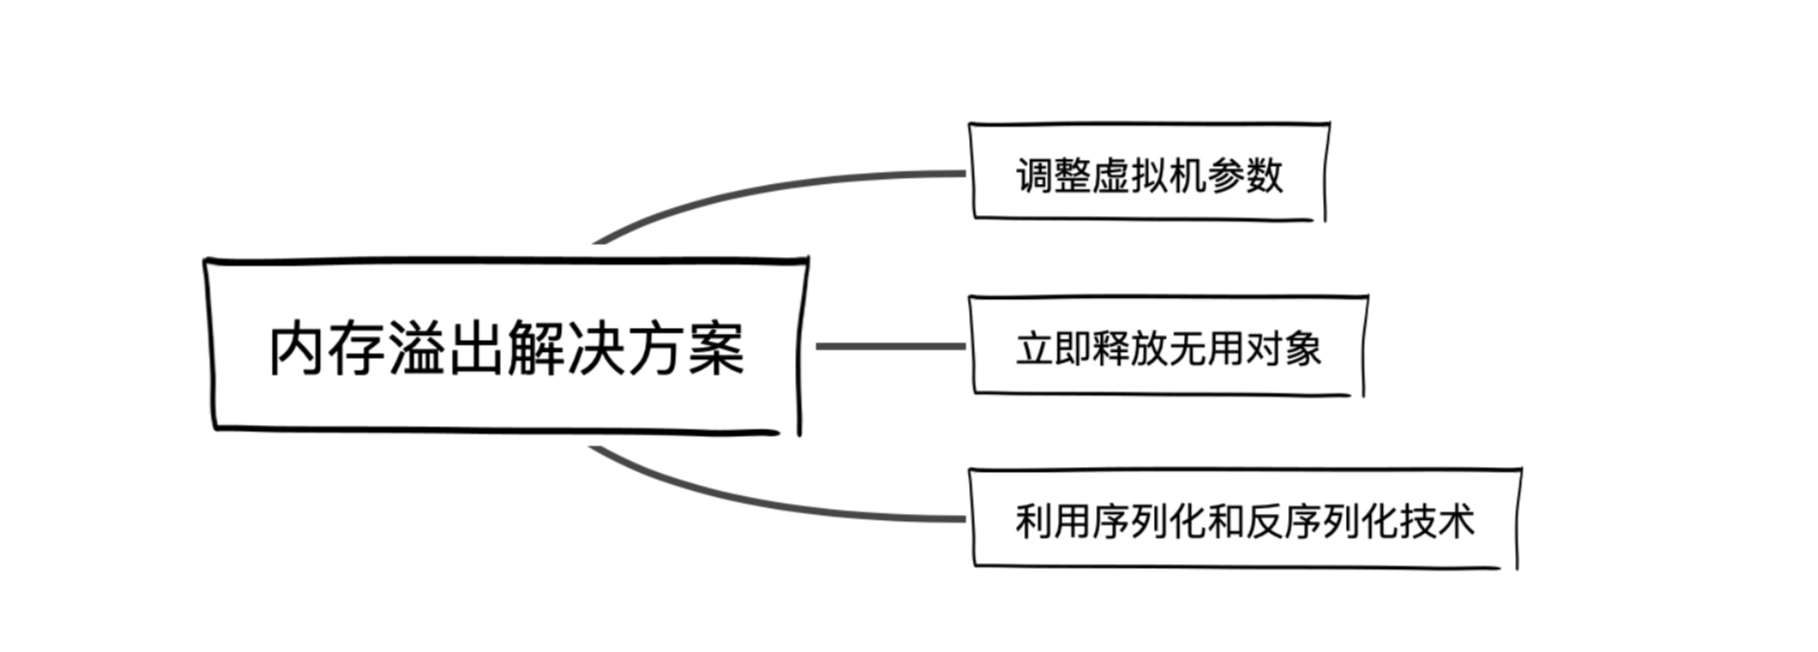 调整虚拟机参数
内存溢出解决方案
立即释放无用对象
利用序列化和反序列化技术